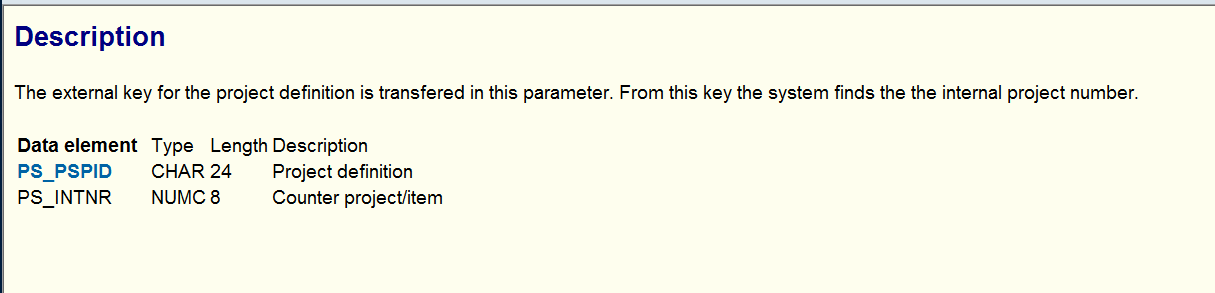 Description
The external key for the project definition is transfered in this parameter. From this key the system finds the the internal project number.
Data element Type Length Description
PS_PSPID CHAR 24 Project definition
PS_INTNR NUMC 8 Counter project/item